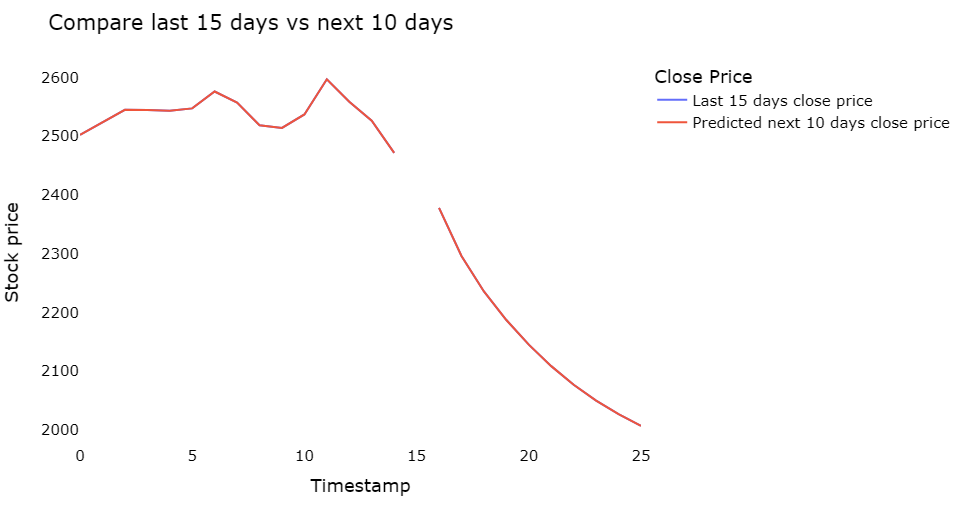 Compare last 15 days vs next 10 days
Close Price
Last 15 days close price
Predicted next 10 days close price
Stock price
2600
2500
2400
2300
2200
2100
2000
0 5 10 15 20 25
Timestamp